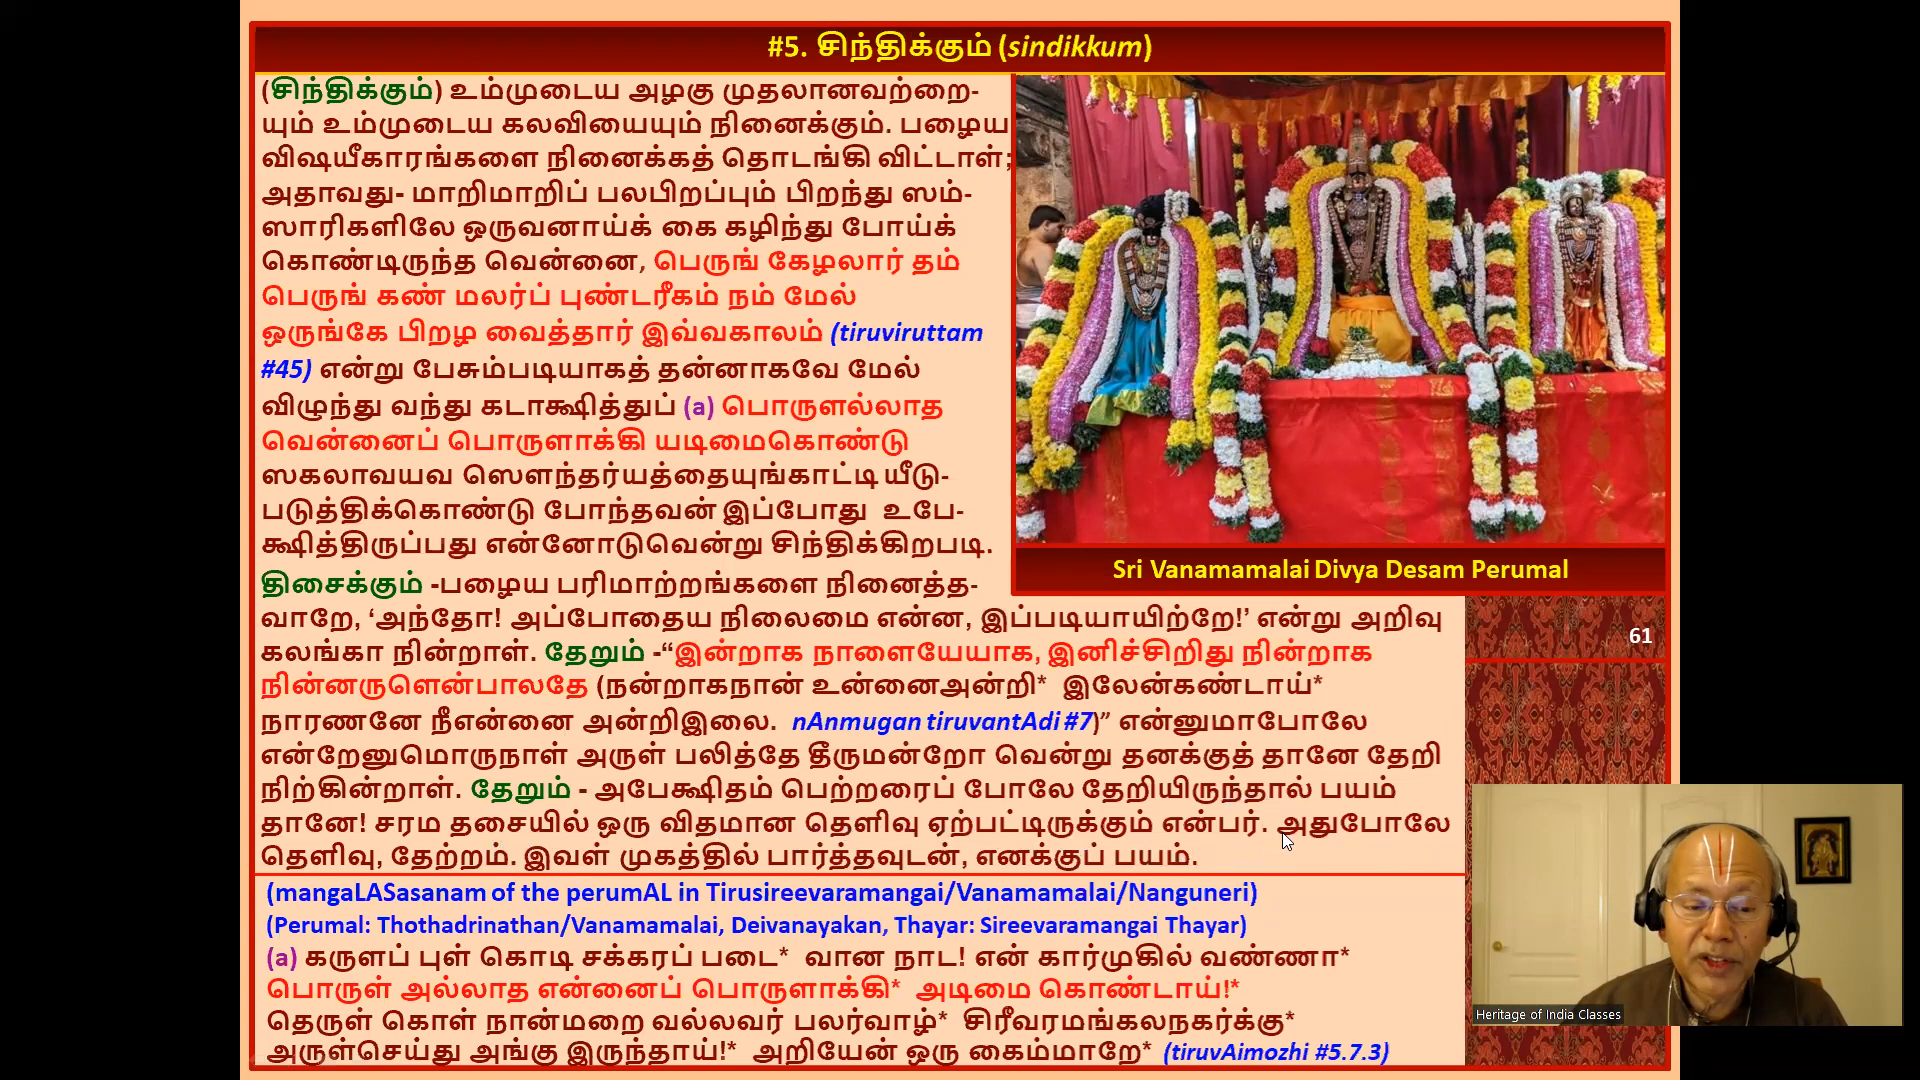 #5. சிந்திக்கும் (sindikkum)
(சிந்திக்கும்) உம்முடைய அழகு முதலானவற்றை-
யும் உம்முடைய கலவியையும் நினைக்கும். பழைய
விஷயீகாரங்களை நினைக்கத் தொடங்கி விட்டாள்;
அதாவது- மாறிமாறிப் பலபிறப்பும் பிறந்து ஸம்-
ஸாரிகளிலே ஒருவனாய்க் கை கழிந்து போய்க்
கொண்டிருந்த வென்னை, பெருங் கேழலார் தம்
பெருங் கண் மலர்ப் புண்டரீகம் நம் மேல்
ஒருங்கே பிறழ வைத்தார் இவ்வகாலம் (tiruviruttam
#45) என்று பேசும்படியாகத் தன்னாகவே மேல்
விழுந்து வந்து கடாக்ஷித்துப் (a) பொருளல்லாத
வென்னைப் பொருளாக்கி யடிமைகொண்டு
ஸகலாவயவ ஸௌந்தர்யத்தையுங்காட்டி யீடு-
படுத்திக்கொண்டு போந்தவன் இப்போது உபே-
க்ஷித்திருப்பது என்னோடுவென்று சிந்திக்கிறபடி.
திசைக்கும் -பழைய பரிமாற்றங்களை நினைத்த-
வாறே, ‘அந்தோ! அப்போதைய நிலைமை என்ன, இப்படியாயிற்றே!’ என்று அறிவு
கலங்கா நின்றாள். தேறும் -“இன்றாக நாளையேயாக, இனிச்சிறிது நின்றாக
நின்னருளென்பாலதே (நன்றாகநான் உன்னைஅன்றி* இலேன்கண்டாய்*
நாரணனே நீஎன்னை அன்றிஇலை. nAnmugan tiruvantAdi #7)” என்னுமாபோலே
என்றேனுமொருநாள் அருள் பலித்தே தீருமன்றோ வென்று தனக்குத் தானே தேறி
நிற்கின்றாள். தேறும் - அபேக்ஷிதம் பெற்றரைப் போலே தேறியிருந்தால் பயம்
தானே! சரம தசையில் ஒரு விதமான தெளிவு ஏற்பட்டிருக்கும் என்பர். அதுபோலே
தெளிவு, தேற்றம். இவள் முகத்தில் பார்த்தவுடன், எனக்குப் பயம்.
Sri Vanamamalai Divya Desam Perumal
61
(mangaLASasanam of the perumAL in Tirusireevaramangai/Vanamamalai/Nanguneri)
(Perumal: Thothadrinathan/Vanamamalai, Deivanayakan, Thayar: Sireevaramangai Thayar)
(a) கருளப் புள் கொடி சக்கரப் படை* வான நாட! என் கார்முகில் வண்ணா*
பொருள் அல்லாத என்னைப் பொருளாக்கி* அடிமை கொண்டாய்!*
தெருள் கொள் நான்மறை வல்லவர் பலர்வாழ்* சிரீவரமங்கலநகர்க்கு*
அருள்செய்து அங்கு இருந்தாய்!* அறியேன் ஒரு கைம்மாறே* (tiruvAimozhi #5.7.3)
Heritage of India Classes